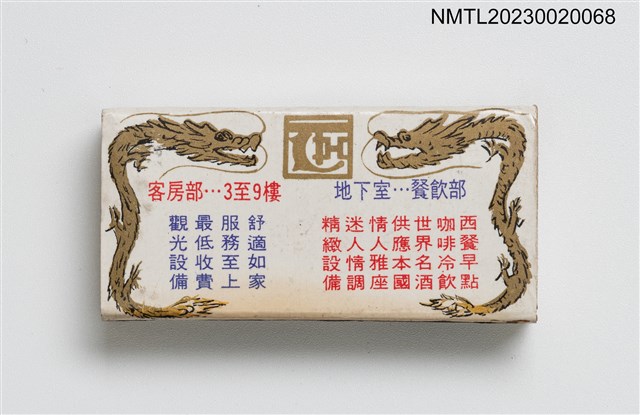 NMTL20230020068
客房部…3至9樓
舒適如家
服務至上
最低收費
觀光設備
地下室…餐飲部
西餐早點
咖啡冷飲
世界名酒
供應本國
情人雅座
迷人情調
精緻設備